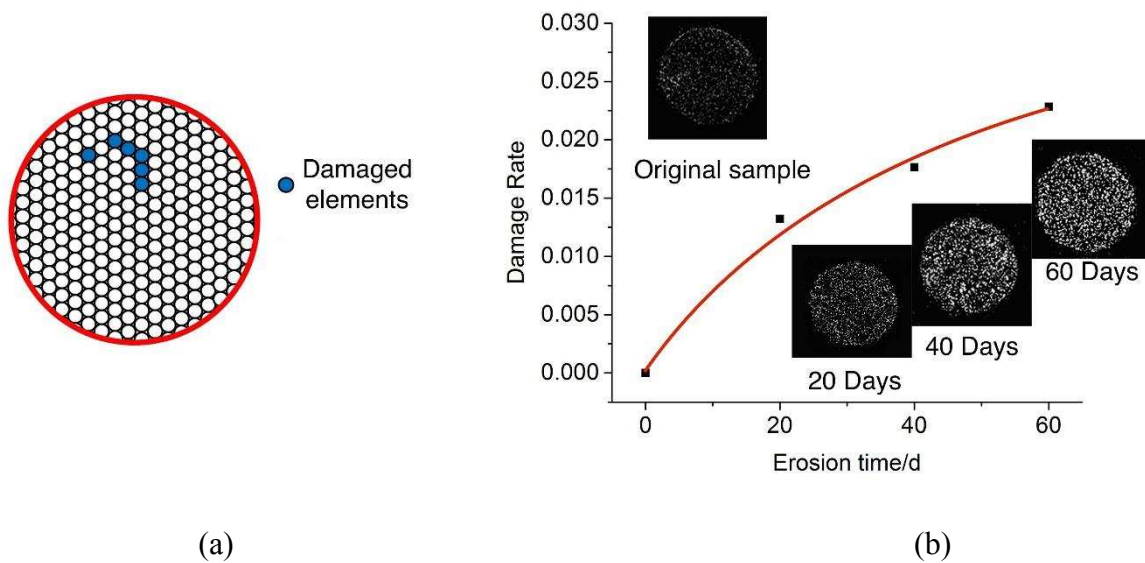 Damaged
elements
(a)
0.030
0.025
0.020
0.015
0.010
0.005
0.000
Damage Rate
Original sample
20 Days
40 Days
60 Days
0
20
40
60
Erosion time/d
(b)